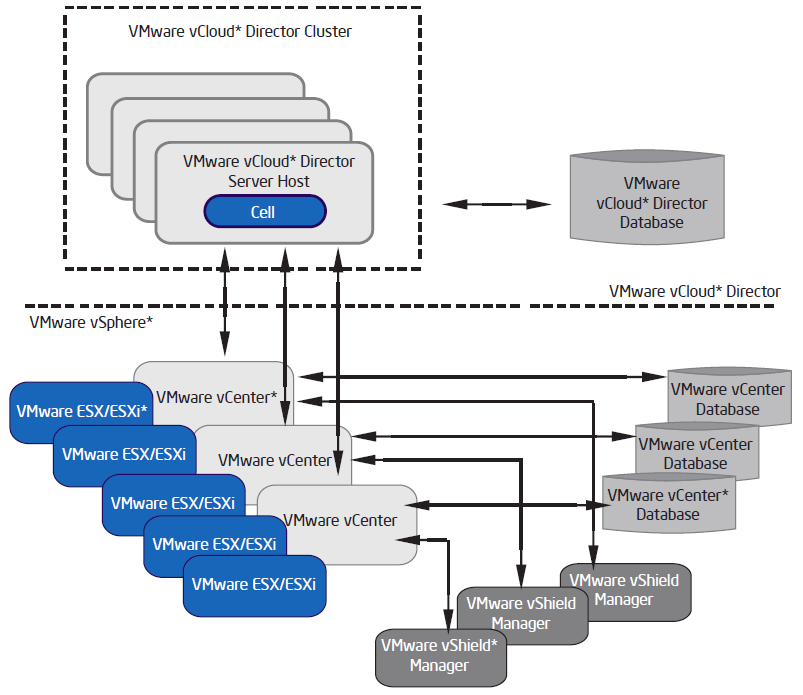 VMware vCloud* Director Cluster
VMware vCloud* Director
Server Host
Cell
VMware
vCloud* Director
Database
VMware vCloud* Director
VMware vSphere*
VMware vCenter*
VMware vCenter
VMware vCenter
VMware ESX/ESXi*
VMware ESX/ESXi
VMware ESX/ESXi
VMware ESX/ESXi
VMware ESX/ESXi
VMware vCenter
Database
VMware vCenter
Database
VMware vCenter*
Database
VMware vShield
Manager
VMware vShield
Manager
VMware vShield*
Manager